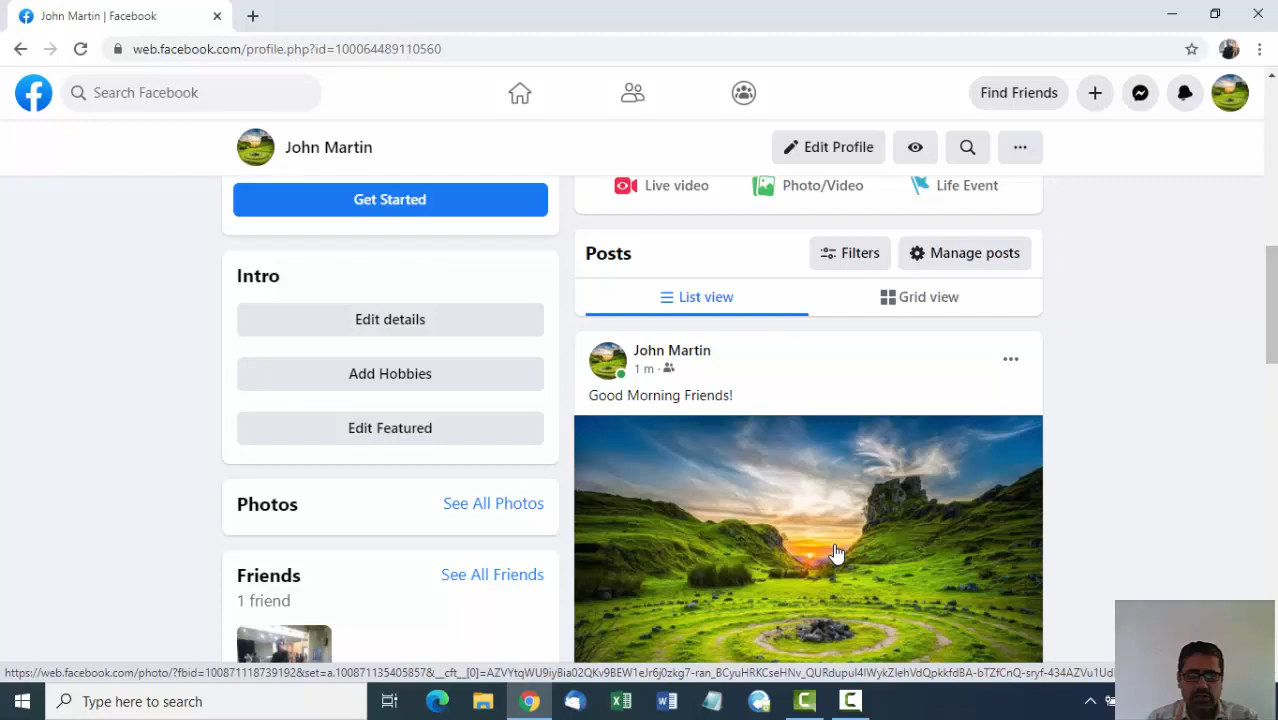 John Martin | Facebook
web.facebook.com/profile.php?id=100064489110560
Search Facebook
Find Friends
John Martin
Edit Profile
Get Started
Live video
Photo/Video
Life Event
Posts
Filters
Manage posts
List view
Grid view
Intro
Edit details
Add Hobbies
Edit Featured
John Martin
1 m
Good Morning Friends!
Photos
See All Photos
Friends
See All Friends
1 friend
Type here to search